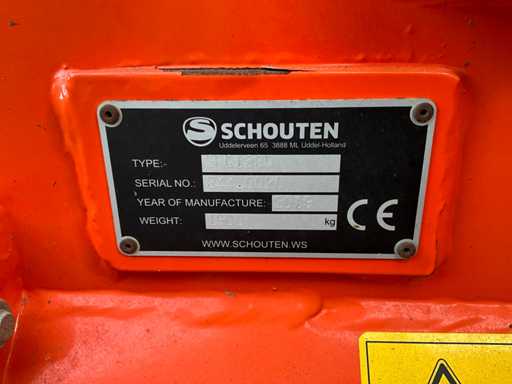 SCHOUTEN
Uddelerveen 65 3888 ML Uddel-Holland
TYPE:-
SERIAL NO.:
YEAR OF MANUFACTURE:
WEIGHT: kg
CE
WWW.SCHOUTEN.WS